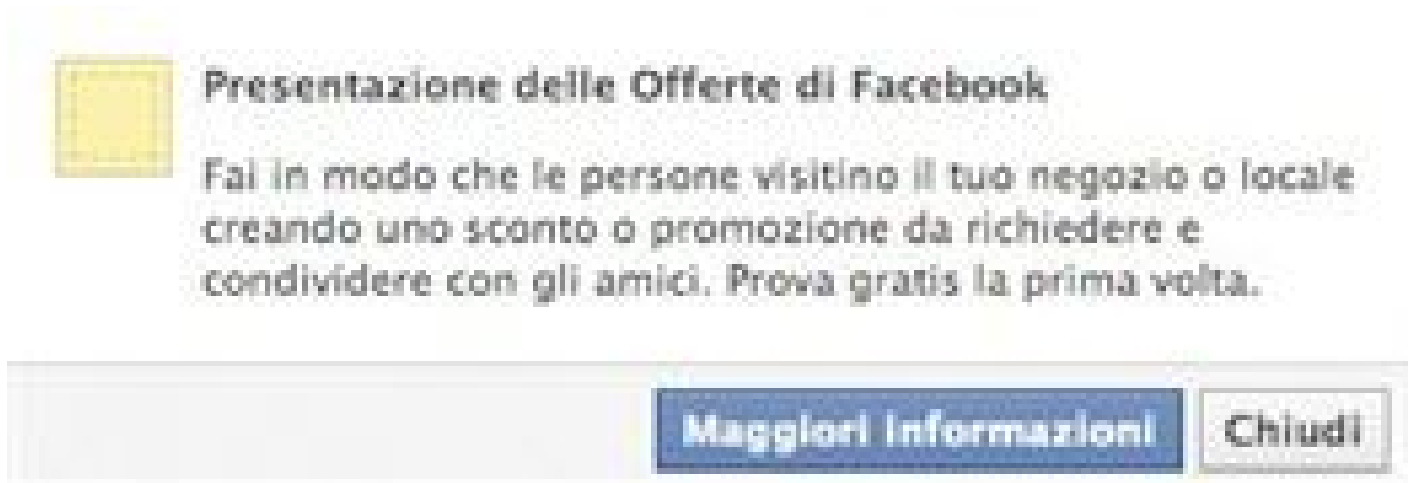 Presentazione delle Offerte di Facebook
Fai in modo che le persone visitino il tuo negozio o locale
creando uno sconto o promozione da richiedere e
condividere con gli amici. Prova gratis la prima volta.
Maggiori informazioni
Chiudi